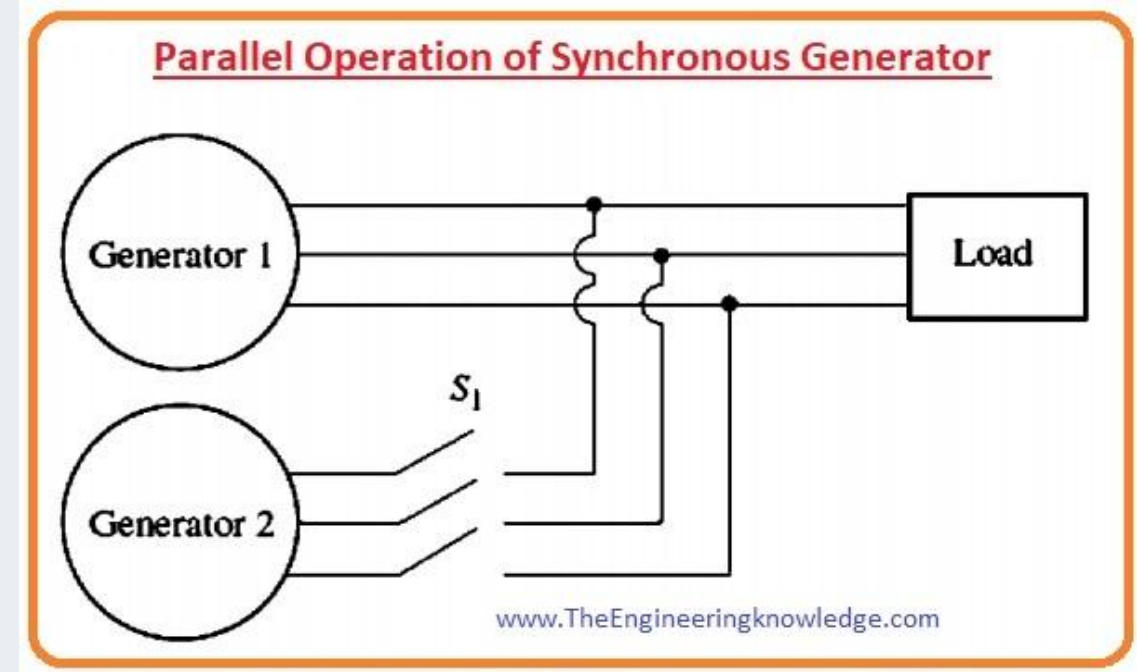 Parallel Operation of Synchronous Generator
Generator 1
Load
S1
Generator 2
www.TheEngineeringknowledge.com